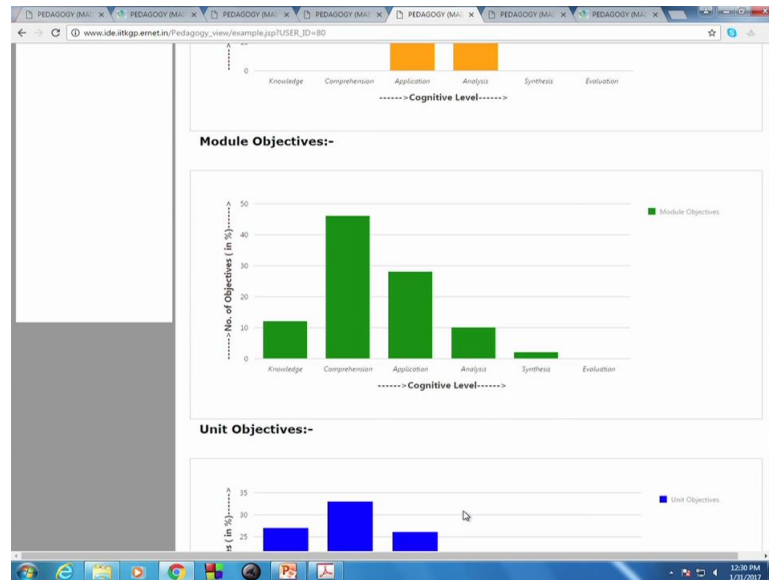 PEDAGOGY (MA: PEDAGOGY (MA: PEDAGOGY (MA: PEDAGOGY (MA: PEDAGOGY (MA: PEDAGOGY (MA: PEDAGOGY (MA:
www.ide.iitkgp.ernet.in/Pedagogy_view/example.jsp?USER_ID=80
0
Knowledge Comprehension Application Analysis Synthesis Evaluation
------>Cognitive Level------>
Module Objectives:-
------>No. of Objectives ( in %)------>
50
40
30
20
10
0
Module Objectives
Knowledge Comprehension Application Analysis Synthesis Evaluation
------>Cognitive Level------>
Unit Objectives:-
35
30
25
Unit Objectives
12:30 PM
1/31/2017